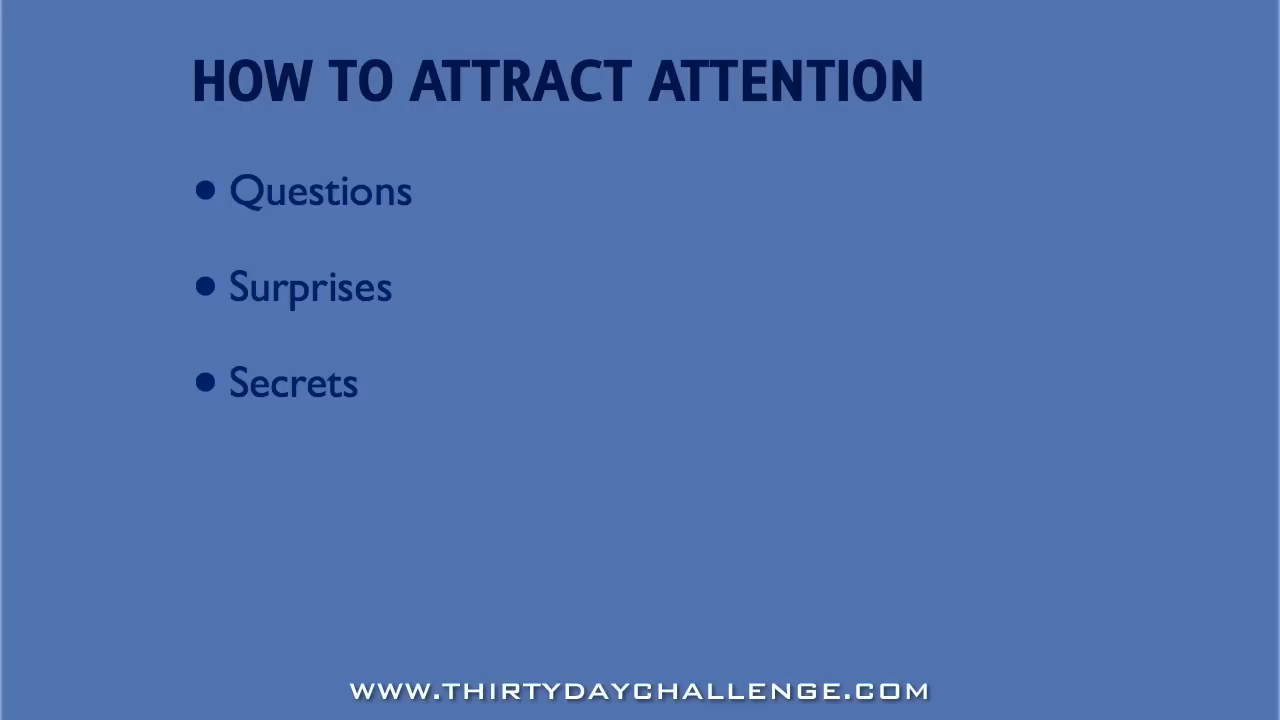 HOW TO ATTRACT ATTENTION
• Questions
• Surprises
• Secrets
WWW.THIRTYDAYCHALLENGE.COM